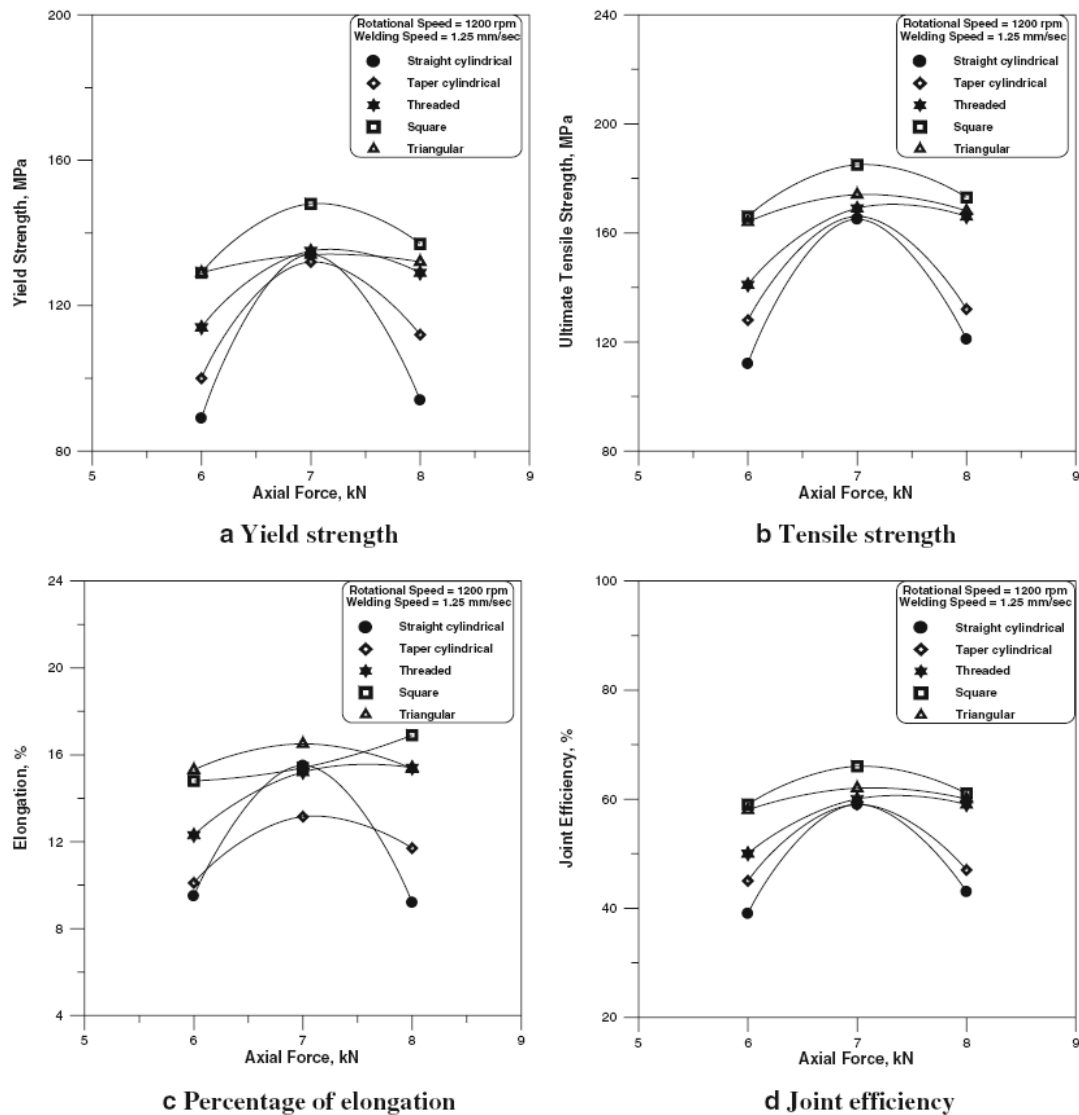 200
160
120
80
Yield Strength, MPa
Rotational Speed = 1200 rpm
Welding Speed = 1.25 mm/sec
Straight cylindrical
Taper cylindrical
Threaded
Square
Triangular
5 6 7 8 9
Axial Force, kN
a Yield strength
240
200
160
120
80
Ultimate Tensile Strength, MPa
Rotational Speed = 1200 rpm
Welding Speed = 1.25 mm/sec
Straight cylindrical
Taper cylindrical
Threaded
Square
Triangular
5 6 7 8 9
Axial Force, kN
b Tensile strength
24
20
16
12
8
4
Elongation, %
Rotational Speed = 1200 rpm
Welding Speed = 1.25 mm/sec
Straight cylindrical
Taper cylindrical
Threaded
Square
Triangular
5 6 7 8 9
Axial Force, kN
c Percentage of elongation
100
80
60
40
20
Joint Efficiency, %
Rotational Speed = 1200 rpm
Welding Speed = 1.25 mm/sec
Straight cylindrical
Taper cylindrical
Threaded
Square
Triangular
5 6 7 8 9
Axial Force, kN
d Joint efficiency